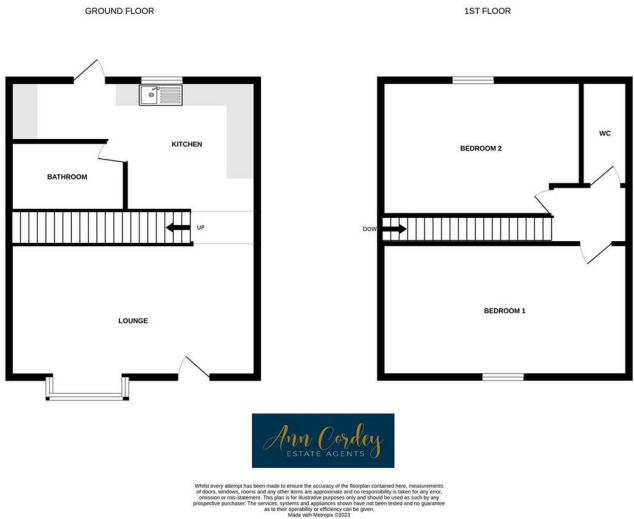 GROUND FLOOR
1ST FLOOR
KITCHEN
BATHROOM
UP
LOUNGE
BEDROOM 2
WC
DOW
BEDROOM 1
Ann Cordey
ESTATE AGENTS
Whilst every attempt has been made to ensure the accuracy of the floorplan contained here, measurements
of doors, windows, rooms and any other items are approximate and no responsibility is taken for any error,
omission or mis-statement. This plan is for illustrative purposes only and should be used as such by any
prospective purchaser. The services, systems and appliances shown have not been tested and no guarantee
as to their operability or efficiency can be given.
Made with Metropix ©2023